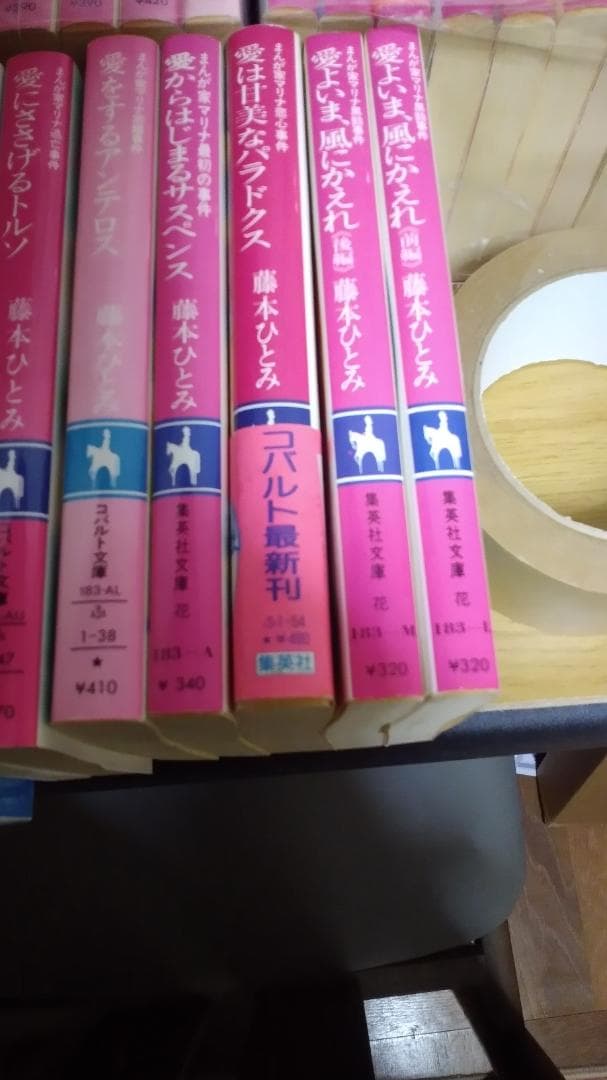 ¥390
¥390
¥420
まんが家マリナ最初の事件
愛よいま、風にかえれ(前編)
藤本ひとみ
集英社文庫 花
183-L
¥320
愛よいま、風にかえれ(後編)
藤本ひとみ
集英社文庫 花
183-M
¥320
愛は甘美なパラドクス
藤本ひとみ
コバルト最新刊
集英社
愛からはじまるサスペンス
藤本ひとみ
集英社文庫 花
183-A
¥340
愛をするアンテロス
藤本ひとみ
コバルト文庫
183-AL
ふ
1-38
★
¥410
愛にささげるトルソ
藤本ひとみ